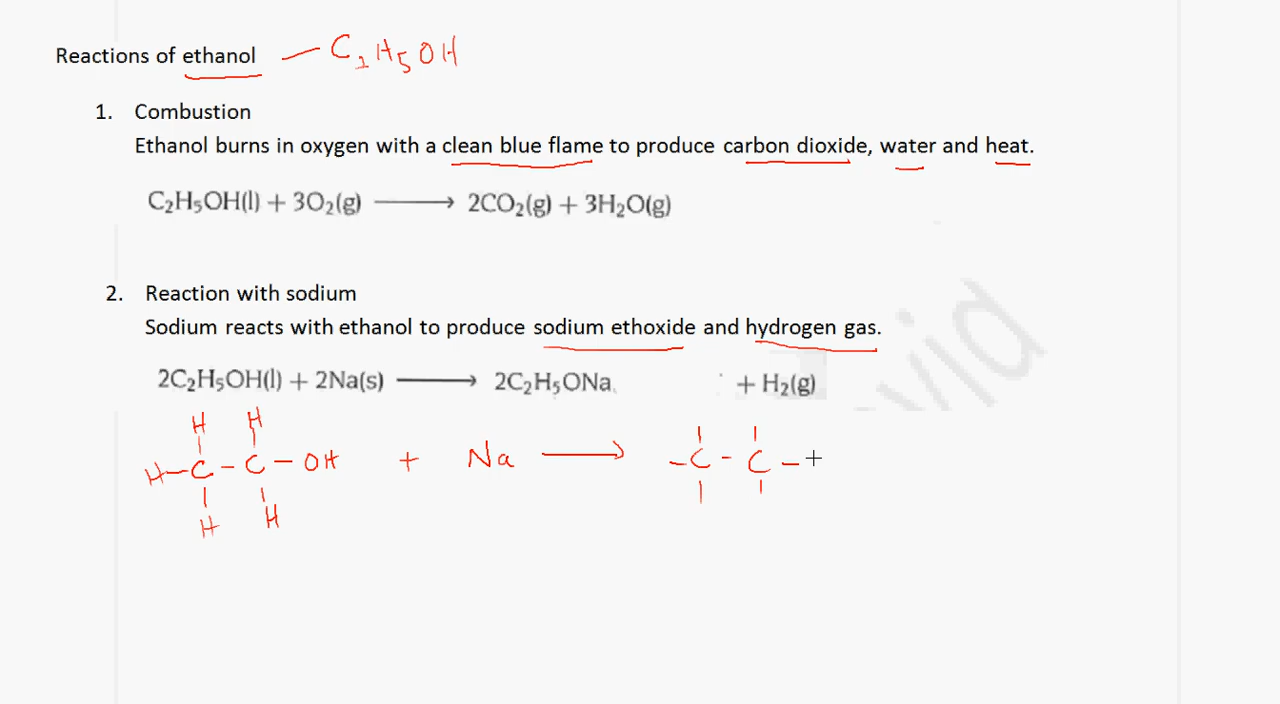 Reactions of ethanol — C₂H₅OH
1. Combustion
Ethanol burns in oxygen with a clean blue flame to produce carbon dioxide, water and heat.
C₂H₅OH(l) + 3O₂(g) ⟶ 2CO₂(g) + 3H₂O(g)
2. Reaction with sodium
Sodium reacts with ethanol to produce sodium ethoxide and hydrogen gas.
2C₂H₅OH(l) + 2Na(s) ⟶ 2C₂H₅ONa + H₂(g)
H H
H–C–C–OH + Na ⟶ –C–C–
H H